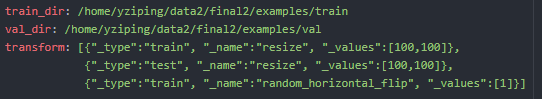 train_dir: /home/yziping/data2/final2/examples/train
val_dir: /home/yziping/data2/final2/examples/val
transform: [{"_type":"train", "_name":"resize", "_values":[100,100]},
{"_type":"test", "_name":"resize", "_values":[100,100]},
{"_type":"train", "_name":"random_horizontal_flip", "_values":[1]}]